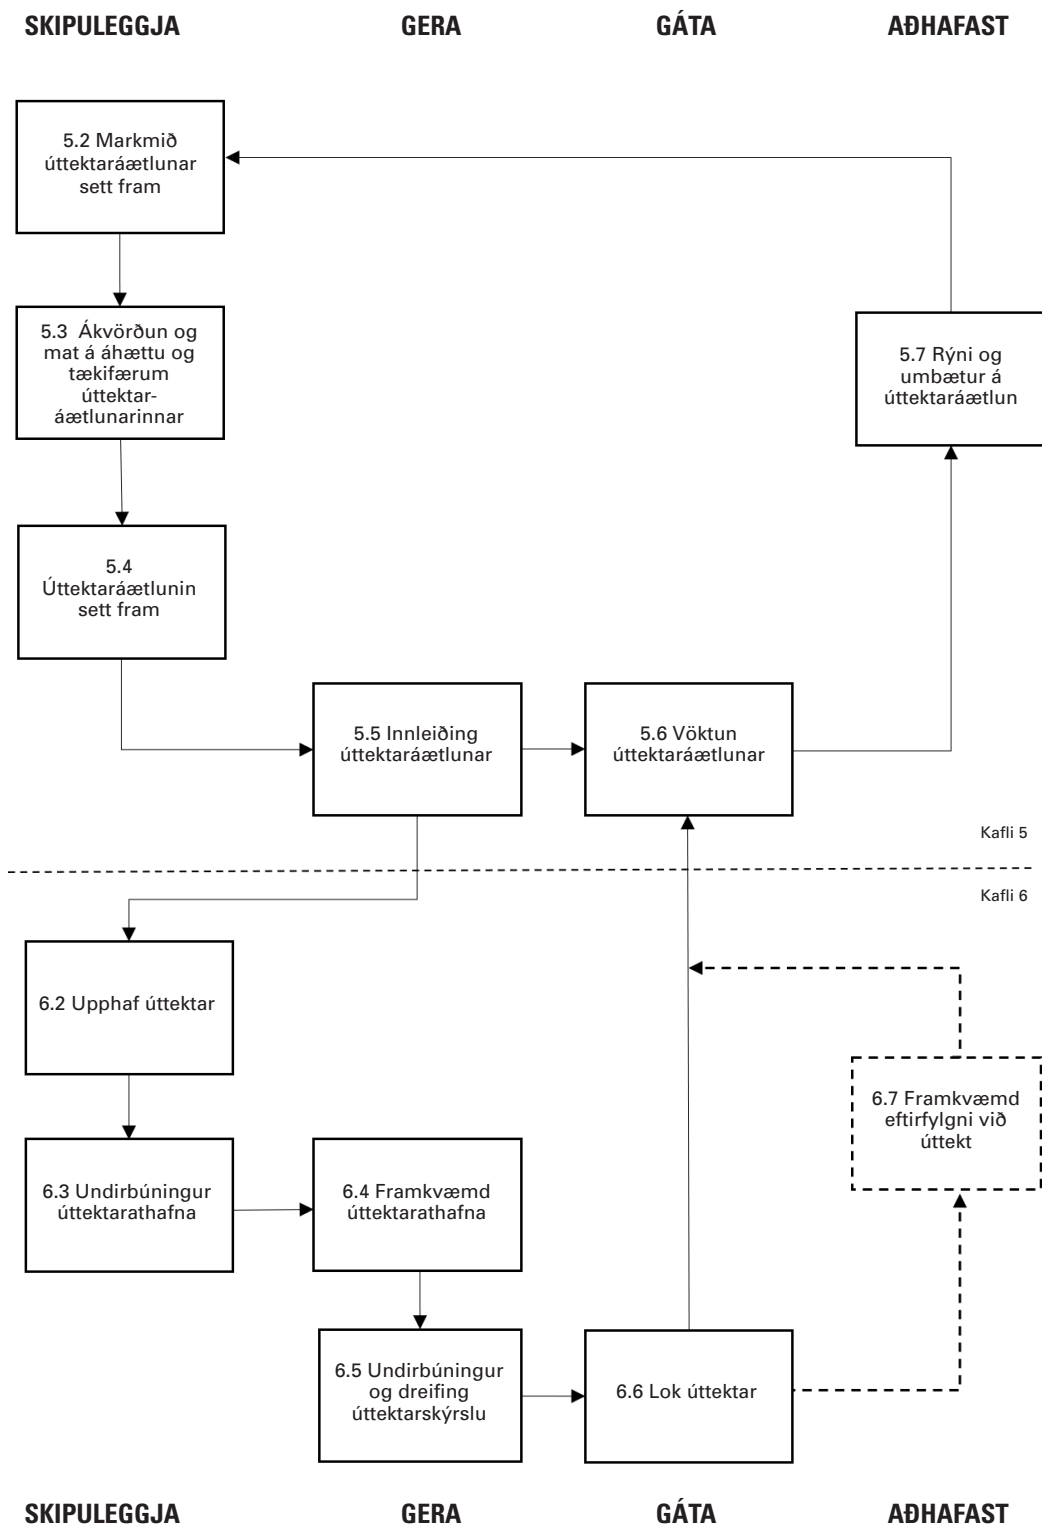 SKIPULEGGJA GERA GÁTA AÐHAFAST
5.2 Markmið
úttektaráætlunar
sett fram
5.3 Ákvörðun og
mat á áhættu og
tækifærum
úttektar-
áætlunarinnar
5.7 Rýni og
umbætur á
úttektaráætlun
5.4
Úttektaráætlunin
sett fram
5.5 Innleiðing
úttektaráætlunar
5.6 Vöktun
úttektaráætlunar
Kafli 5
Kafli 6
6.2 Upphaf úttektar
6.7 Framkvæmd
eftirfylgni við
úttekt
6.3 Undirbúningur
úttektarathafna
6.4 Framkvæmd
úttektarathafna
6.5 Undirbúningur
og dreifing
úttektarskýrslu
6.6 Lok úttektar
SKIPULEGGJA GERA GÁTA AÐHAFAST